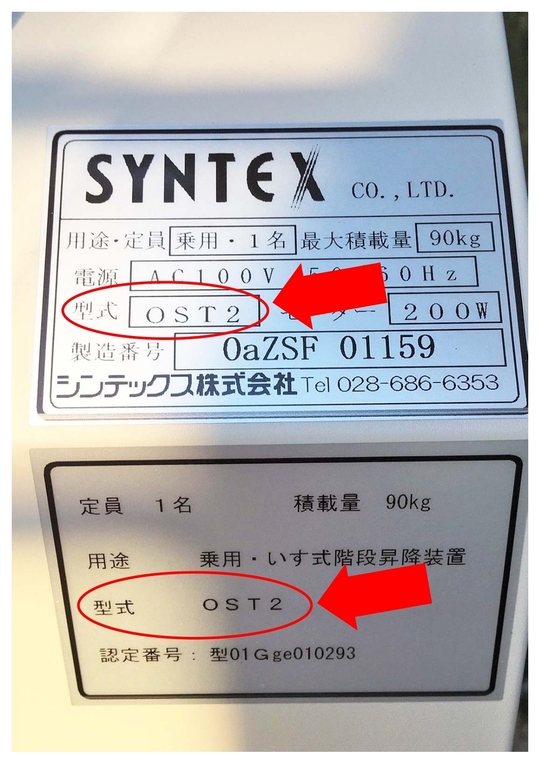 SYNTEX CO.,LTD.
用途・定員 乗用・1名 最大積載量 90kg
電源 AC100V 60Hz
型式 OST2 ーター 200W
製造番号 0aZSF 01159
シンテックス株式会社 Tel 028-686-6353
定員 1名 積載量 90kg
用途 乗用・いす式階段昇降装置
型式 OST2
認定番号：型01Gge010293